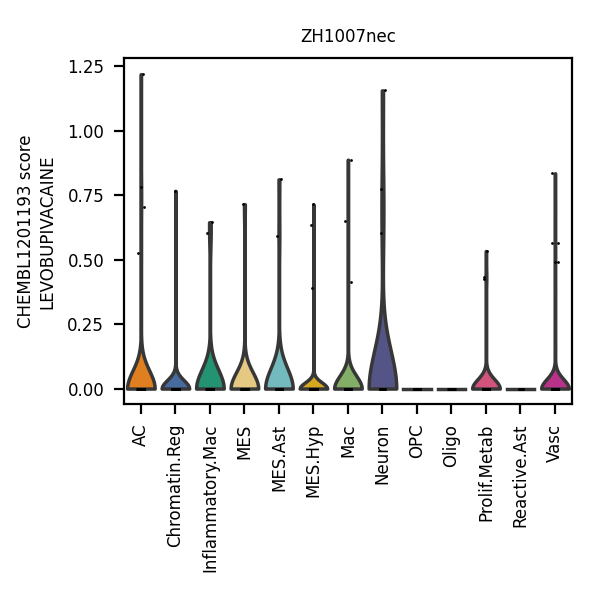 ZH1007nec
CHEMBL1201193 score
LEVOBUPIVACAINE
1.25
1.00
0.75
0.50
0.25
0.00
AC
Chromatin.Reg
Inflammatory.Mac
MES
MES.Ast
MES.Hyp
Mac
Neuron
OPC
Oligo
Prolif.Metab
Reactive.Ast
Vasc